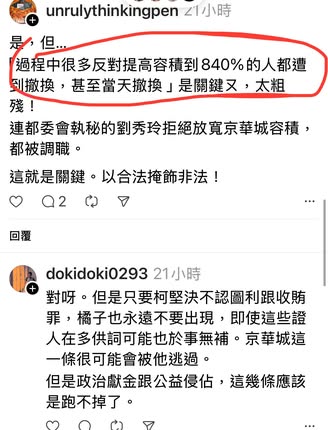 unrulythinkingpen 21小時
是，但...
「過程中很多反對提高容積到840%的人都遭
到撤換，甚至當天撤換」是關鍵ㄡ，太粗
殘！
連都委會執秘的劉秀玲拒絕放寬京華城容積，
都被調職。
這就是關鍵。以合法掩飾非法！
2
回覆
dokidoki0293 21小時
對呀。但是只要柯堅決不認圖利跟收賄
罪，橘子也永遠不要出現，即使這些證
人在多供詞可能也於事無補。京華城這
一條很可能會被他逃過。
但是政治獻金跟公益侵佔，這幾條應該
是跑不掉了。